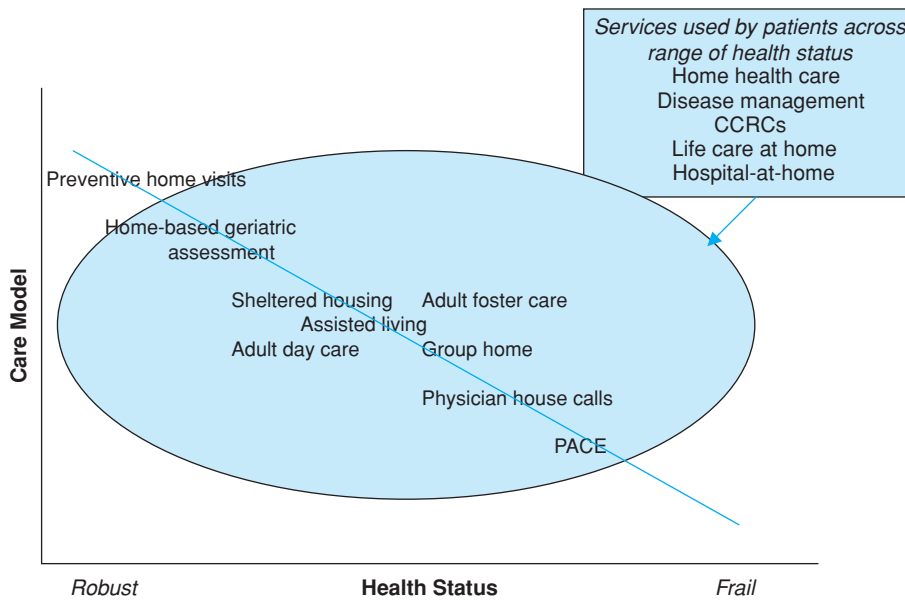 Services used by patients across
range of health status
Home health care
Disease management
CCRCs
Life care at home
Hospital-at-home
Preventive home visits
Home-based geriatric
assessment
Sheltered housing
Adult foster care
Assisted living
Adult day care
Group home
Physician house calls
PACE
Care Model
Robust
Health Status
Frail